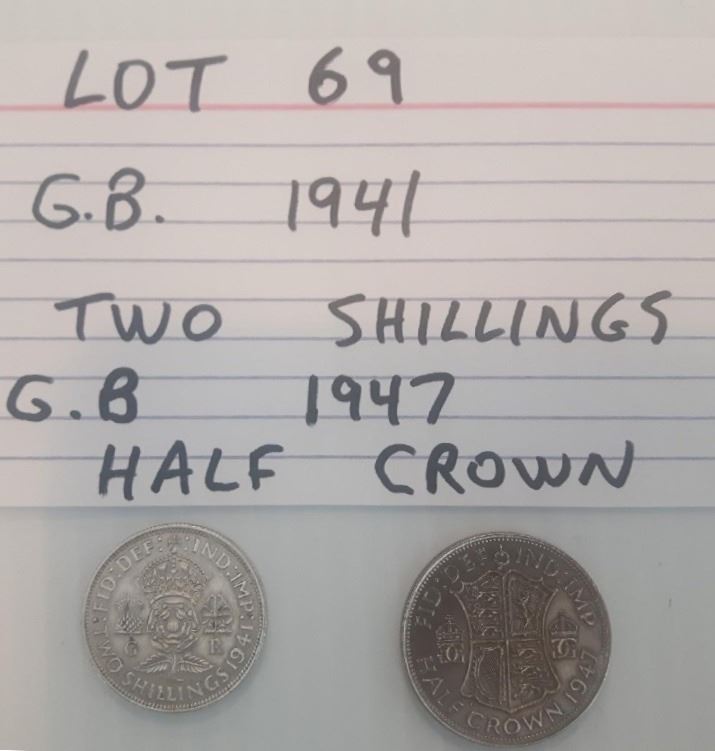 LOT 69
G.B. 1941
TWO SHILLINGS
G.B 1947
HALF CROWN
FID:DEF: IND:IMP:
G R
TWO SHILLINGS 1941
FID:DEF IND:IMP
HALF CROWN 1947